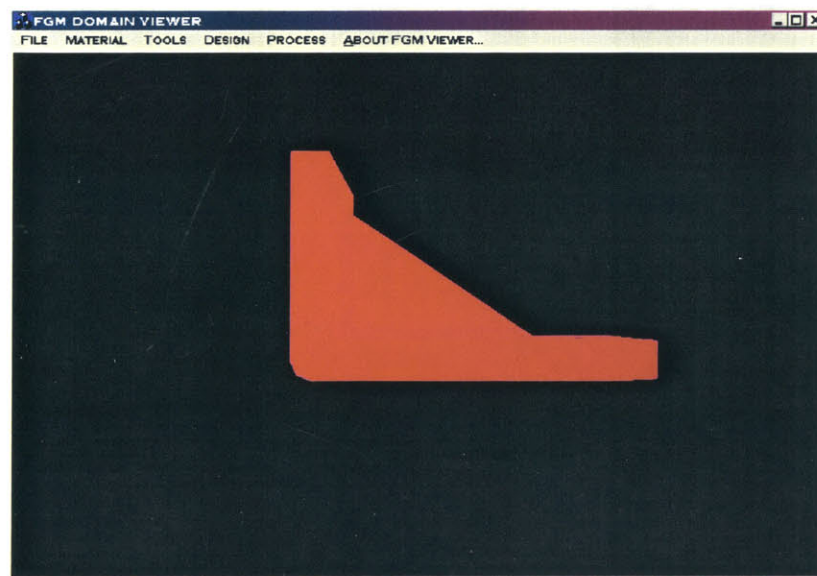 FGM DOMAIN VIEWER
FILE MATERIAL TOOLS DESIGN PROCESS ABOUT FGM VIEWER...